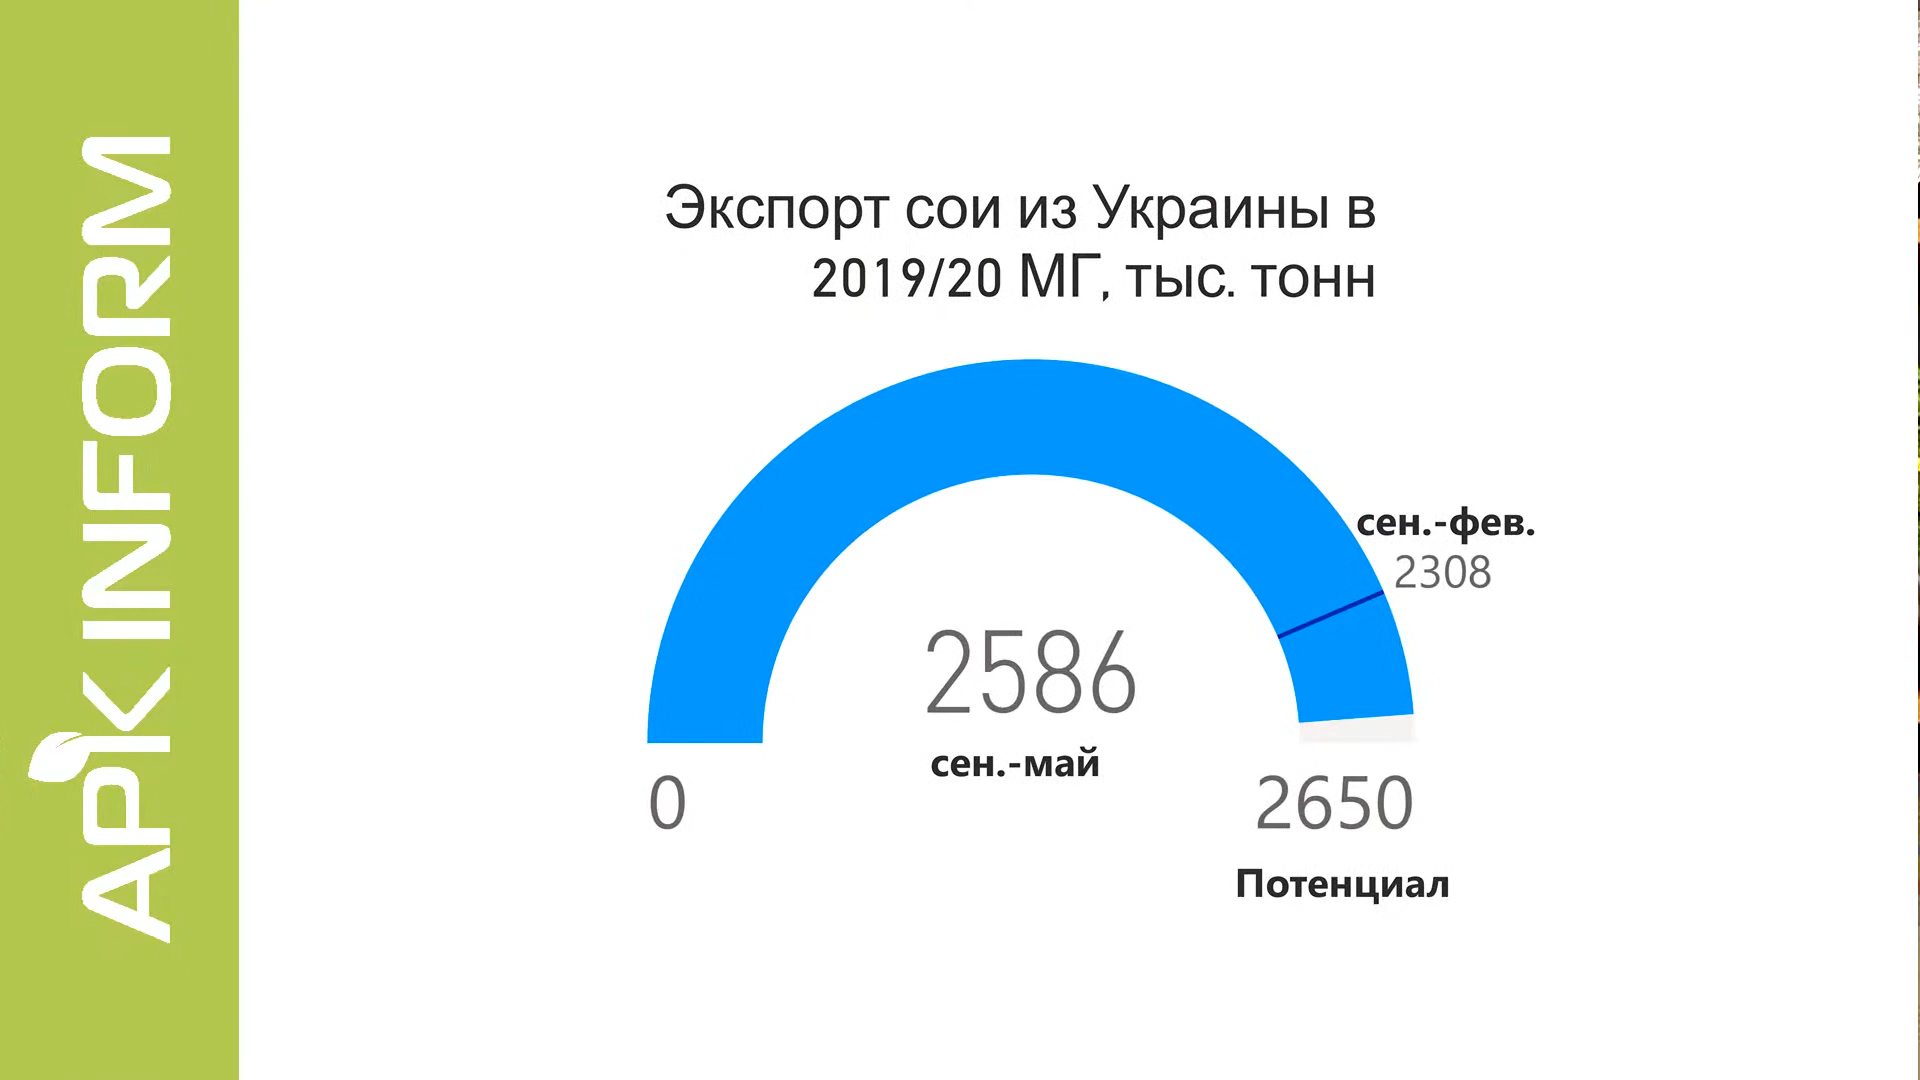 APK INFORM
Экспорт сои из Украины в
2019/20 МГ, тыс. тонн
сен.-фев.
2308
2586
сен.-май
0
2650
Потенциал